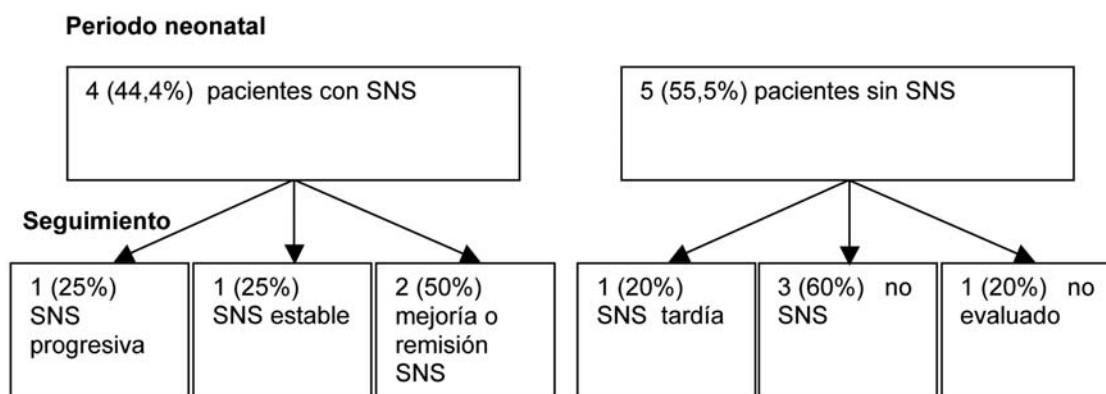 Periodo neonatal
4 (44,4%) pacientes con SNS
5 (55,5%) pacientes sin SNS
Seguimiento
1 (25%)
SNS
progresiva
1 (25%)
SNS estable
2 (50%)
mejoría o
remisión
SNS
1 (20%)
SNS tardía
3 (60%) no
SNS
1 (20%) no
evaluado